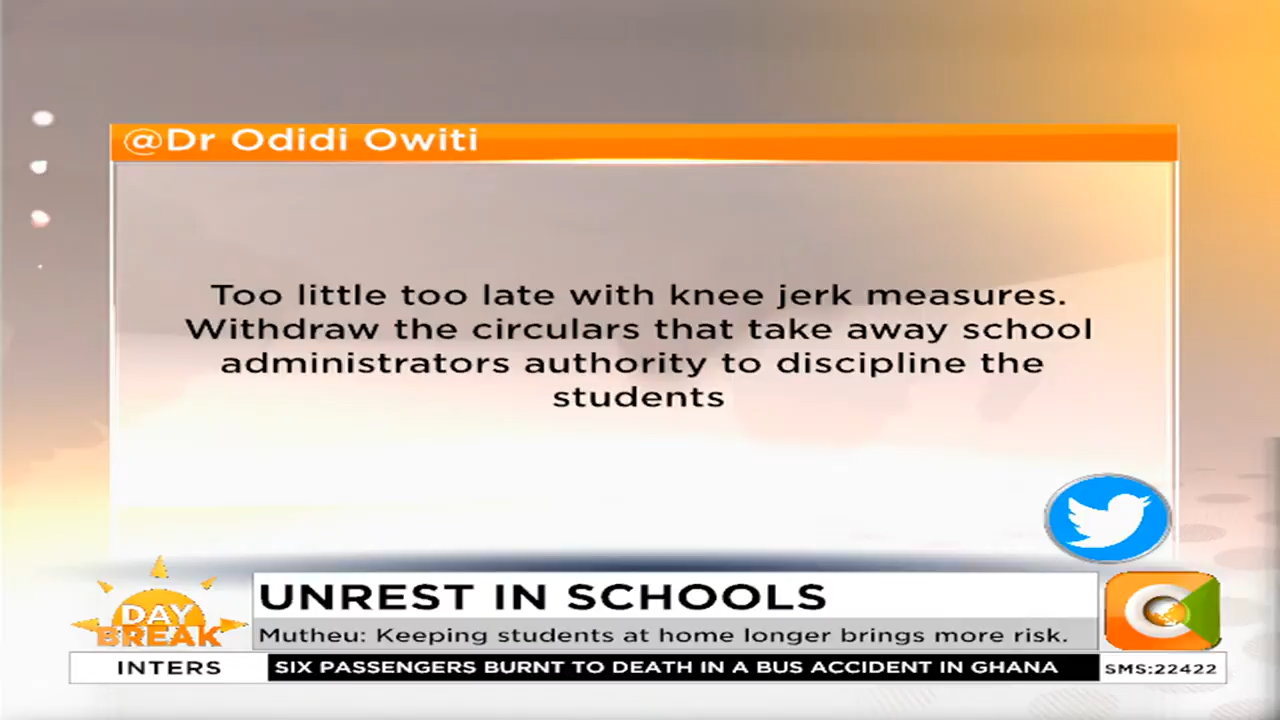 @Dr Odidi Owiti
Too little too late with knee jerk measures.
Withdraw the circulars that take away school
administrators authority to discipline the
students
DAY
BREAK
UNREST IN SCHOOLS
Mutheu: Keeping students at home longer brings more risk.
INTERS
SIX PASSENGERS BURNT TO DEATH IN A BUS ACCIDENT IN GHANA
SMS:22422